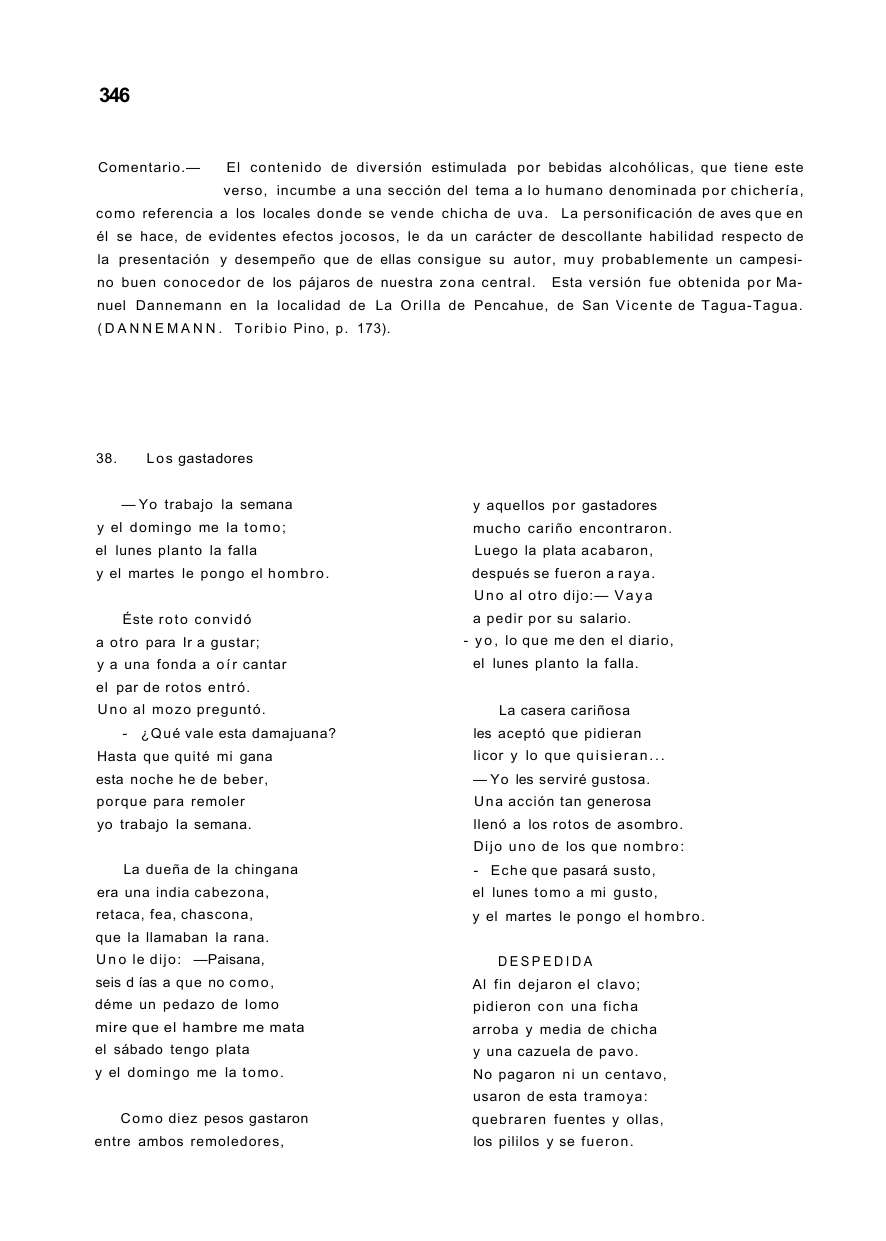 346
Comentario.— El contenido de diversión estimulada por bebidas alcohólicas, que tiene este
verso, incumbe a una sección del tema a lo humano denominada por chichería,
como referencia a los locales donde se vende chicha de uva. La personificación de aves que en
él se hace, de evidentes efectos jocosos, le da un carácter de descollante habilidad respecto de
la presentación y desempeño que de ellas consigue su autor, muy probablemente un campesi-
no buen conocedor de los pájaros de nuestra zona central. Esta versión fue obtenida por Ma-
nuel Dannemann en la localidad de La Orilla de Pencahue, de San Vicente de Tagua-Tagua.
(DANNEMANN. Toribio Pino, p. 173).
38. Los gastadores
— Yo trabajo la semana
y el domingo me la tomo;
el lunes planto la falla
y el martes le pongo el hombro.
Éste roto convidó
a otro para Ir a gustar;
y a una fonda a oír cantar
el par de rotos entró.
Uno al mozo preguntó.
- ¿Qué vale esta damajuana?
Hasta que quité mi gana
esta noche he de beber,
porque para remoler
yo trabajo la semana.
La dueña de la chingana
era una india cabezona,
retaca, fea, chascona,
que la llamaban la rana.
Uno le dijo: —Paisana,
seis d ías a que no como,
déme un pedazo de lomo
mire que el hambre me mata
el sábado tengo plata
y el domingo me la tomo.
Como diez pesos gastaron
entre ambos remoledores,
y aquellos por gastadores
mucho cariño encontraron.
Luego la plata acabaron,
después se fueron a raya.
Uno al otro dijo:— Vaya
a pedir por su salario.
- yo, lo que me den el diario,
el lunes planto la falla.
La casera cariñosa
les aceptó que pidieran
licor y lo que quisieran...
— Yo les serviré gustosa.
Una acción tan generosa
llenó a los rotos de asombro.
Dijo uno de los que nombro:
- Eche que pasará susto,
el lunes tomo a mi gusto,
y el martes le pongo el hombro.
DESPEDIDA
Al fin dejaron el clavo;
pidieron con una ficha
arroba y media de chicha
y una cazuela de pavo.
No pagaron ni un centavo,
usaron de esta tramoya:
quebraren fuentes y ollas,
los pililos y se fueron.